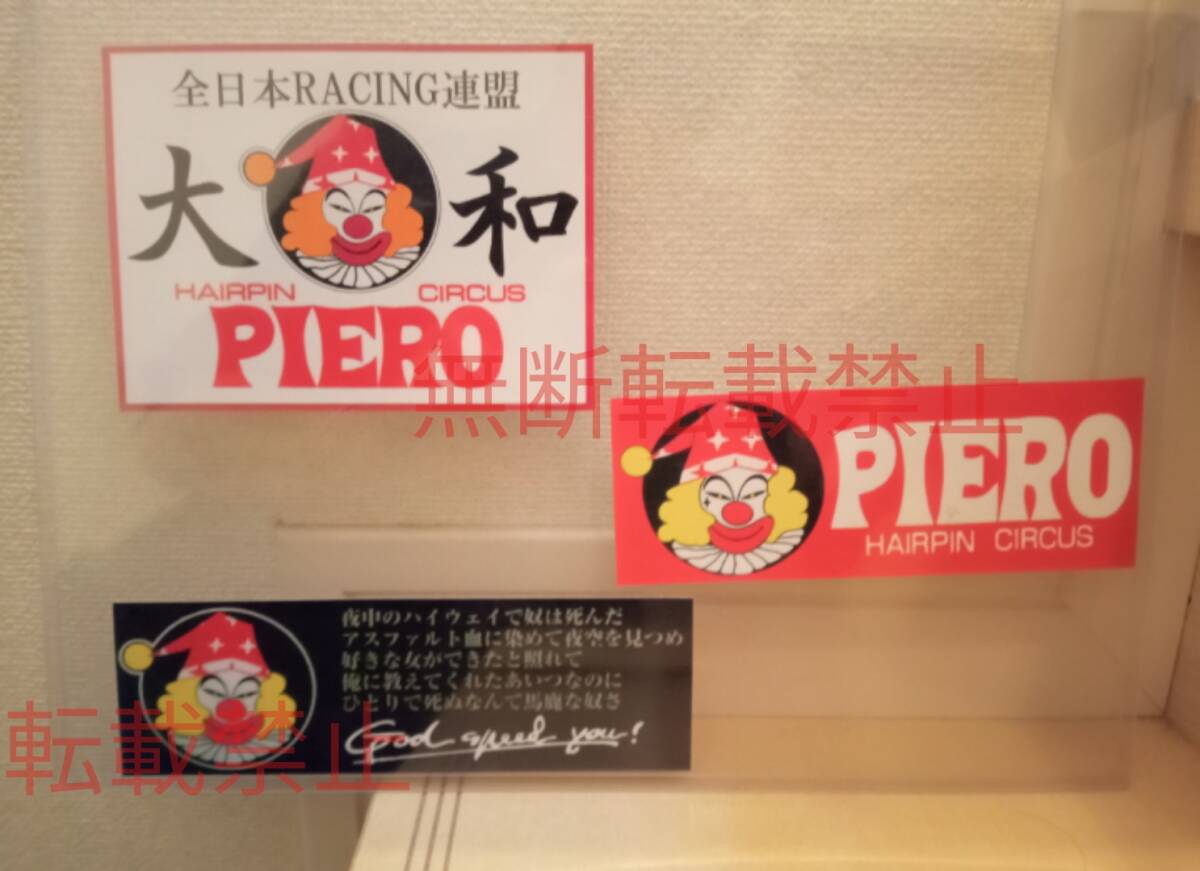 全日本RACING連盟
大 和
HAIRPIN CIRCUS
PIERO
無断転載禁止
PIERO
HAIRPIN CIRCUS
夜中のハイウェイで奴は死んだ
アスファルト血に染めて夜空を見つめ
好きな女ができたと照れて
俺に教えてくれたあいつなのに
ひとりで死ぬなんて馬鹿な奴さ
Good speed you!
転載禁止